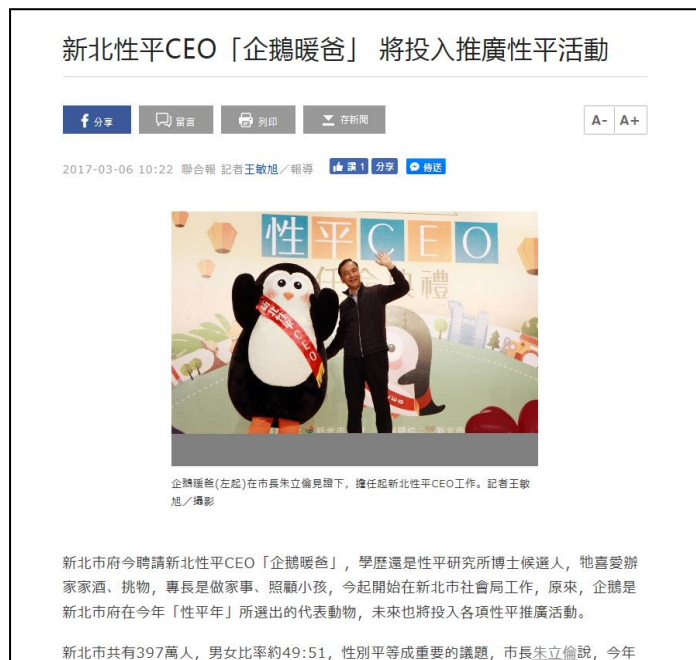 新北性平CEO「企鵝暖爸」 將投入推廣性平活動
f 分享 留言 列印 存新聞 A- A+
2017-03-06 10:22 聯合報 記者王敏旭／報導 讚 1 分享 傳送
性平CEO
任命典禮
新北性平CEO
企鵝暖爸(左起)在市長朱立倫見證下，擔任起新北性平CEO工作。記者王敏
旭／攝影
新北市府今聘請新北性平CEO「企鵝暖爸」，學歷還是性平研究所博士候選人，牠喜愛辦
家家酒、挑物，專長是做家事、照顧小孩，今起開始在新北市社會局工作，原來，企鵝是
新北市府在今年「性平年」所選出的代表動物，未來也將投入各項性平推廣活動。
新北市共有397萬人，男女比率約49:51，性別平等成重要的議題，市長朱立倫說，今年